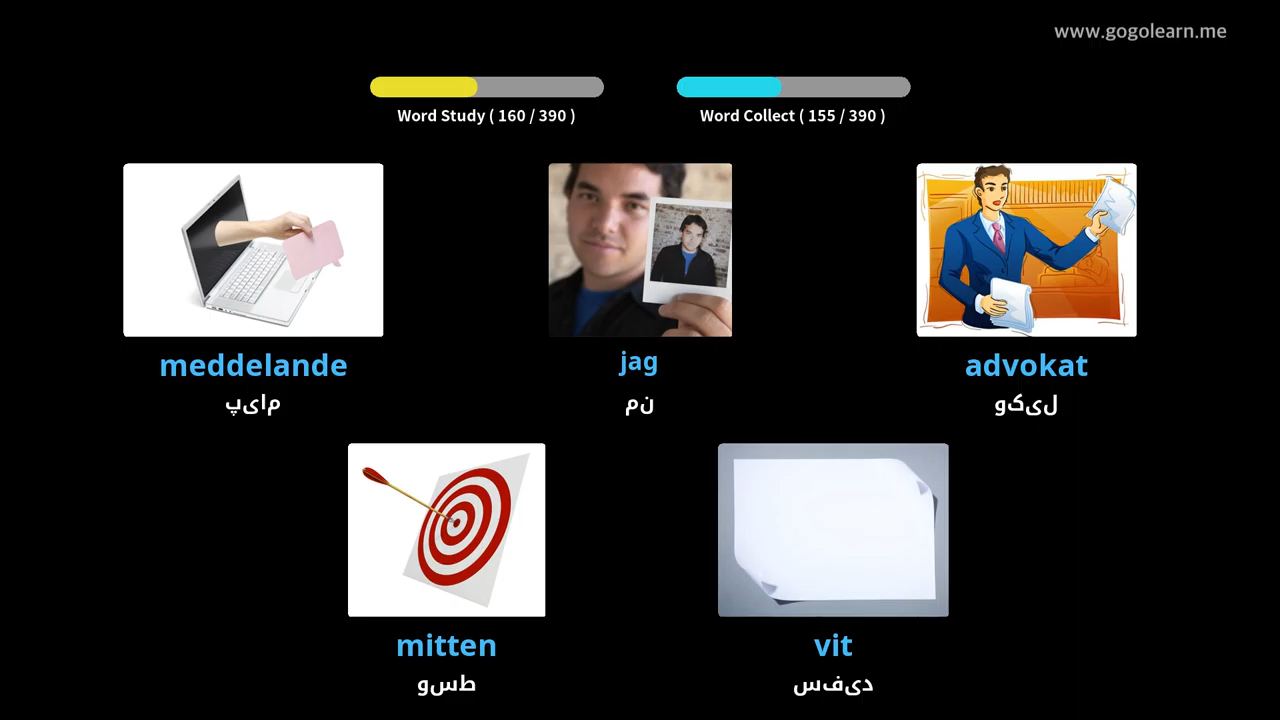 www.gogolearn.me
Word Study ( 160 / 390 )
Word Collect ( 155 / 390 )
meddelande
مایپ
jag
نم
advokat
لیکو
mitten
طسو
vit
دیفس